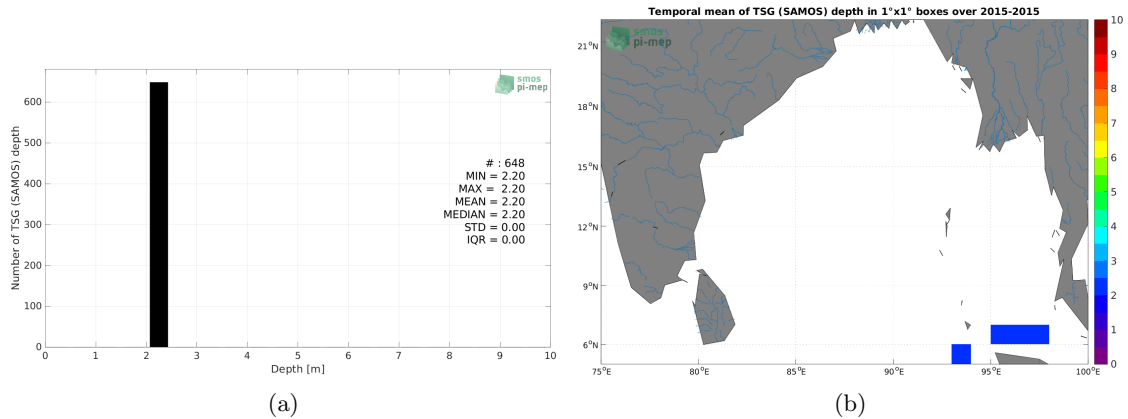 smos
pi-mep
Number of TSG (SAMOS) depth
600
500
400
300
200
100
0
# : 648
MIN = 2.20
MAX = 2.20
MEAN = 2.20
MEDIAN = 2.20
STD = 0.00
IQR = 0.00
0 1 2 3 4 5 6 7 8 9 10
Depth [m]
(a)
Temporal mean of TSG (SAMOS) depth in 1°x1° boxes over 2015-2015
smos
pi-mep
21°N
18°N
15°N
12°N
9°N
6°N
75°E 80°E 85°E 90°E 95°E 100°E
10
9
8
7
6
5
4
3
2
1
0
(b)